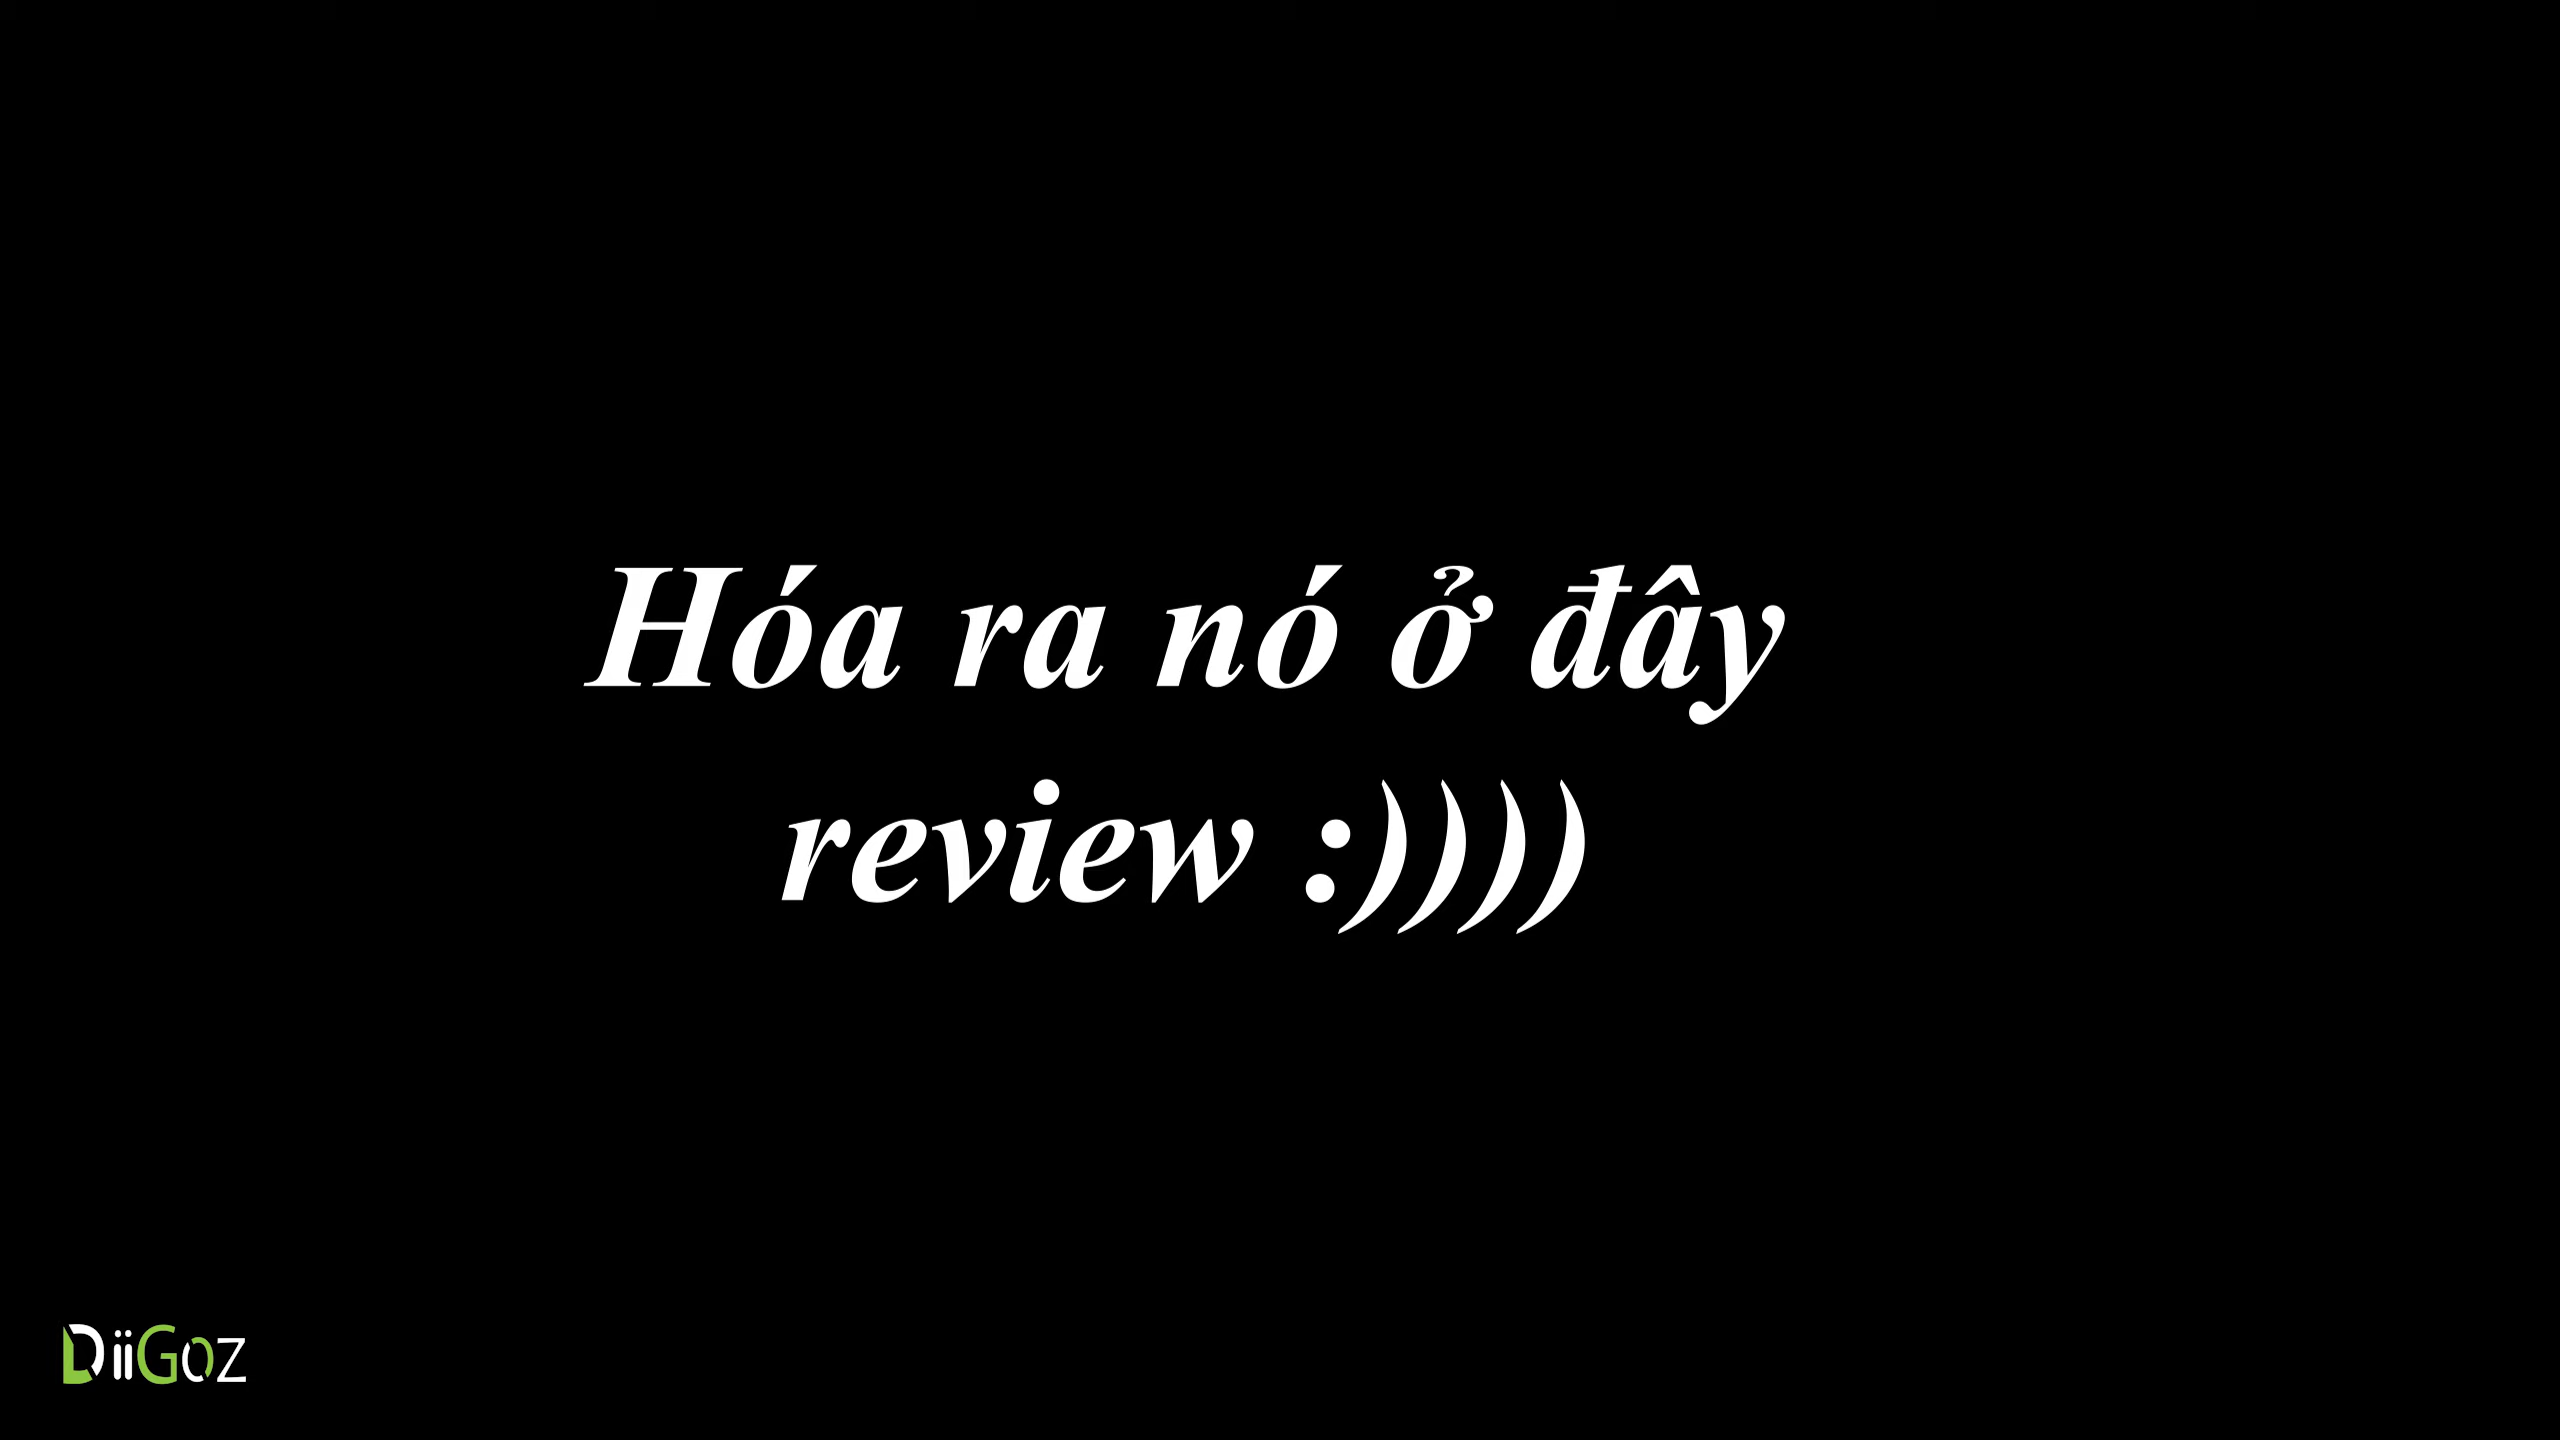 Hóa ra nó ở đây
review :))))
DiiGoz